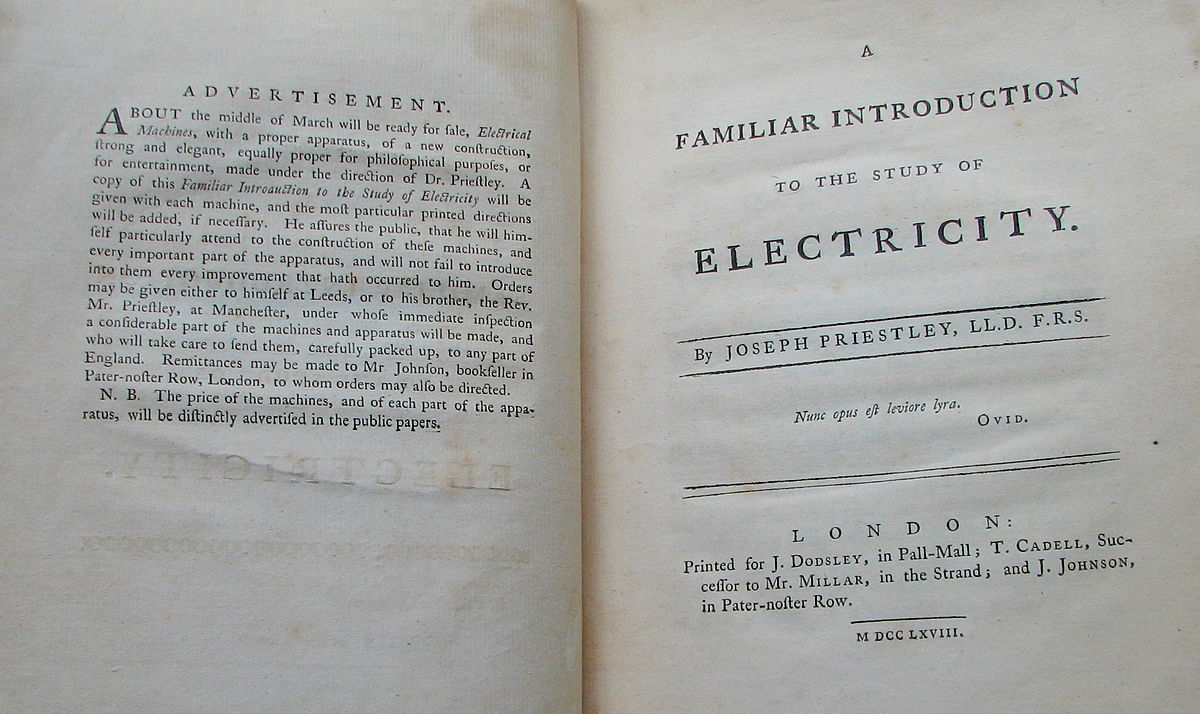 ADVERTISEMENT.
ABOUT the middle of March will be ready for ſale, Electrical
Machines, with a proper apparatus, of a new conſtruction,
ſtrong and elegant, equally proper for philoſophical purpoſes, or
for entertainment, made under the direction of Dr. Prieſtley. A
copy of this Familiar Introduction to the Study of Electricity will be
given with each machine, and the moſt particular printed directions
will be added, if neceſſary. He aſſures the public, that he will him-
ſelf particularly attend to the conſtruction of theſe machines, and
every important part of the apparatus, and will not fail to introduce
into them every improvement that hath occurred to him. Orders
may be given either to himſelf at Leeds, or to his brother, the Rev.
Mr. Prieſtley, at Mancheſter, under whoſe immediate inſpection
a conſiderable part of the machines and apparatus will be made, and
who will take care to ſend them, carefully packed up, to any part of
England. Remittances may be made to Mr Johnſon, bookſeller in
Pater-noſter Row, London, to whom orders may alſo be directed.
N. B. The price of the machines, and of each part of the appa-
ratus, will be diſtinctly advertiſed in the public papers.
A
FAMILIAR INTRODUCTION
TO THE STUDY OF
ELECTRICITY.
By JOSEPH PRIESTLEY, LL.D. F.R.S.
Nunc opus eſt leviore lyra.
OVID.
LONDON:
Printed for J. DODSLEY, in Pall-Mall; T. CADELL, Suc-
ceſſor to Mr. MILLAR, in the Strand; and J. JOHNSON,
in Pater-noſter Row.
M DCC LXVIII.